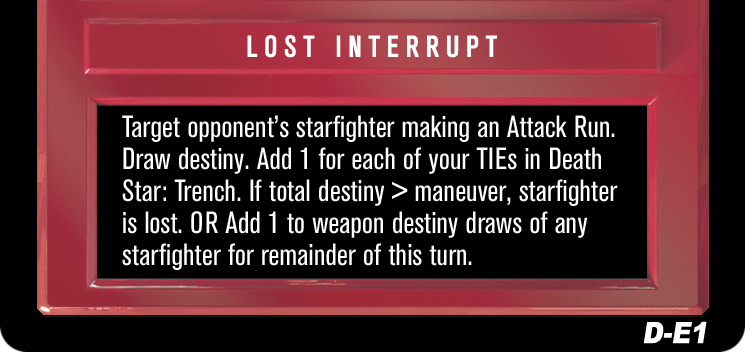 LOST INTERRUPT
Target opponent’s starfighter making an Attack Run.
Draw destiny. Add 1 for each of your TIEs in Death
Star: Trench. If total destiny > maneuver, starfighter
is lost. OR Add 1 to weapon destiny draws of any
starfighter for remainder of this turn.
D-E1